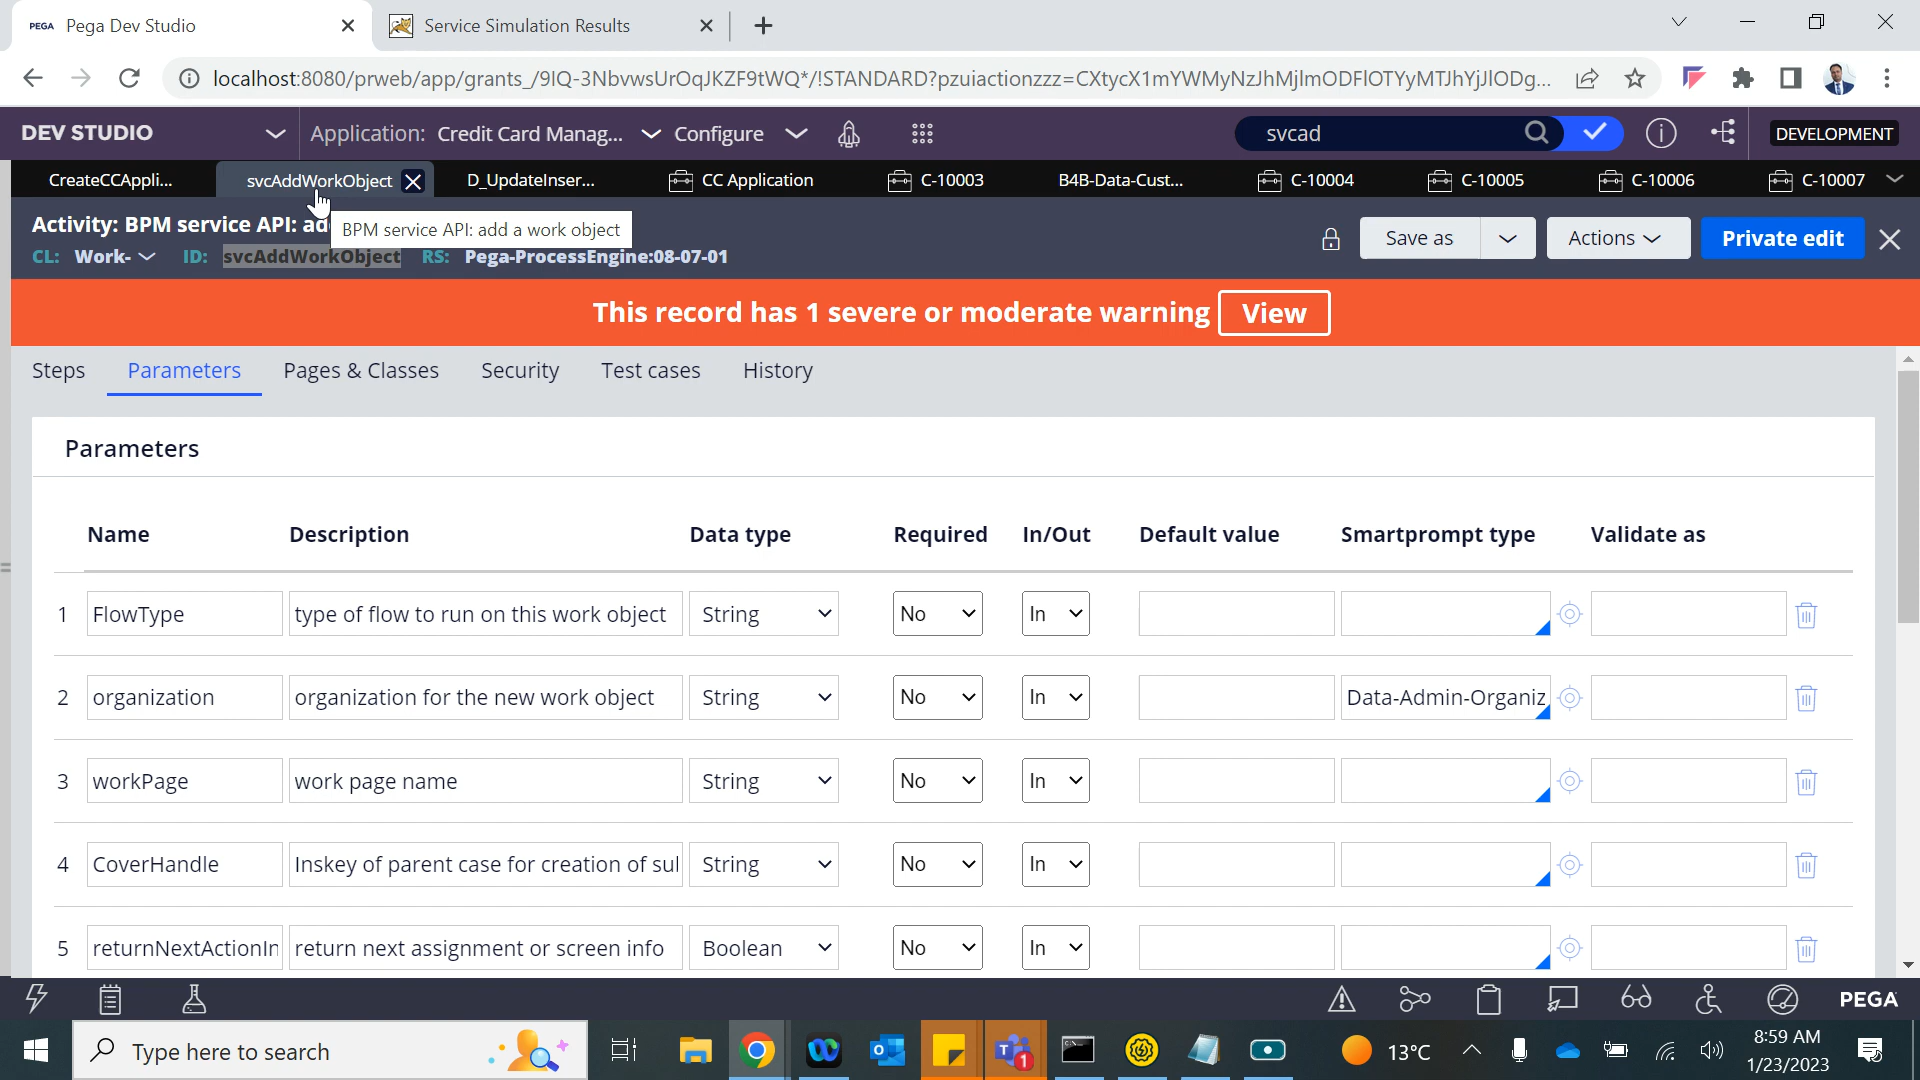 PEGA Pega Dev Studio
Service Simulation Results
localhost:8080/prweb/app/grants_/9IQ-3NbvwsUrOqJKZF9tWQ*/!STANDARD?pzuiactionzzz=CXtycX1mYWMyNzJhMjlmODFlOTYyMTJhYjJlODg...
DEV STUDIO
Application: Credit Card Manag...
Configure
svcad
DEVELOPMENT
CreateCCAppli...
svcAddWorkObject
D_UpdateInser...
CC Application
C-10003
B4B-Data-Cust...
C-10004
C-10005
C-10006
C-10007
Activity: BPM service API: ad
BPM service API: add a work object
CL: Work- ID: svcAddWorkObject RS: Pega-ProcessEngine:08-07-01
Save as
Actions
Private edit
This record has 1 severe or moderate warning View
Steps Parameters Pages & Classes Security Test cases History
Parameters
Name Description Data type Required In/Out Default value Smartprompt type Validate as
1 FlowType type of flow to run on this work object String No In
2 organization organization for the new work object String No In Data-Admin-Organiz
3 workPage work page name String No In
4 CoverHandle Inskey of parent case for creation of sul String No In
5 returnNextActionIn return next assignment or screen info Boolean No In
PEGA
Type here to search
1
13°C
8:59 AM
1/23/2023